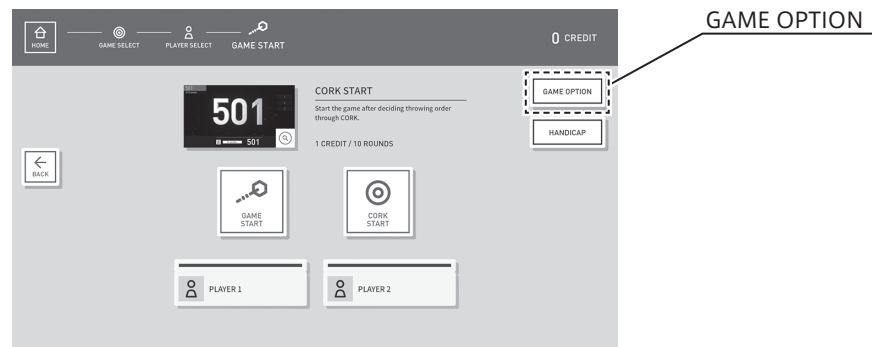 GAME OPTION
HOME
GAME SELECT
PLAYER SELECT
GAME START
0 CREDIT
501
501
CORK START
Start the game after deciding throwing order
through CORK.
1 CREDIT / 10 ROUNDS
GAME OPTION
HANDICAP
BACK
GAME
START
CORK
START
PLAYER 1
PLAYER 2